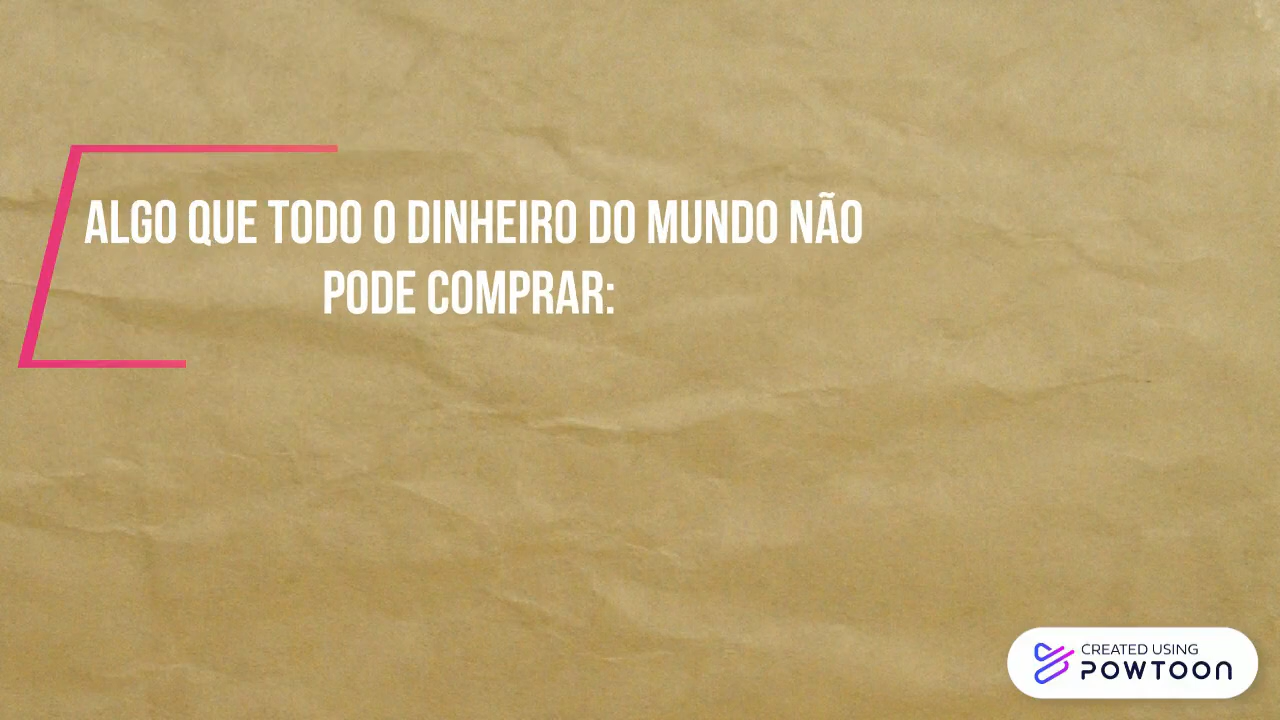 ALGO QUE TODO O DINHEIRO DO MUNDO NÃO
PODE COMPRAR:
CREATED USING
POWTOON